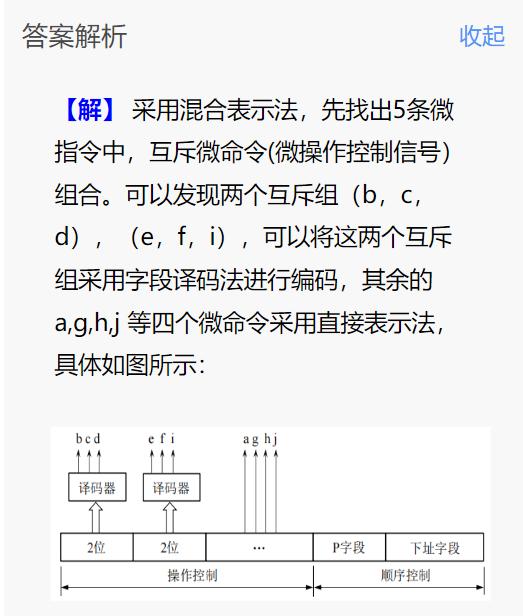 答案解析
收起
【解】 采用混合表示法，先找出5条微
指令中，互斥微命令(微操作控制信号）
组合。可以发现两个互斥组（b，c，
d），（e，f，i），可以将这两个互斥
组采用字段译码法进行编码，其余的
a,g,h,j 等四个微命令采用直接表示法，
具体如图所示：
b c d
e f i
a g h j
译码器
译码器
2位
2位
…
P字段
下址字段
操作控制
顺序控制